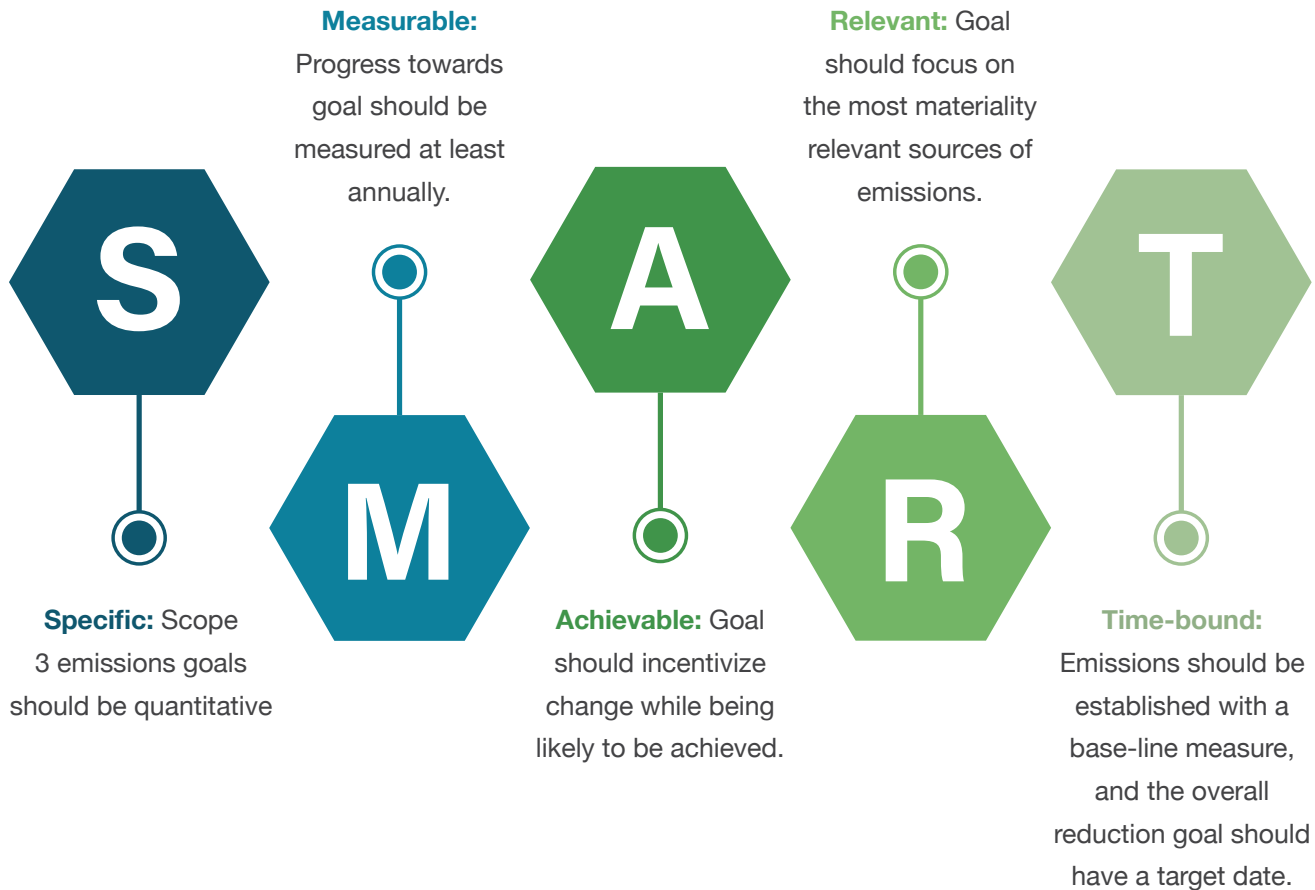 S
Specific: Scope
3 emissions goals
should be quantitative
Measurable:
Progress towards
goal should be
measured at least
annually.
M
A
Achievable: Goal
should incentivize
change while being
likely to be achieved.
Relevant: Goal
should focus on
the most materiality
relevant sources of
emissions.
R
T
Time-bound:
Emissions should be
established with a
base-line measure,
and the overall
reduction goal should
have a target date.